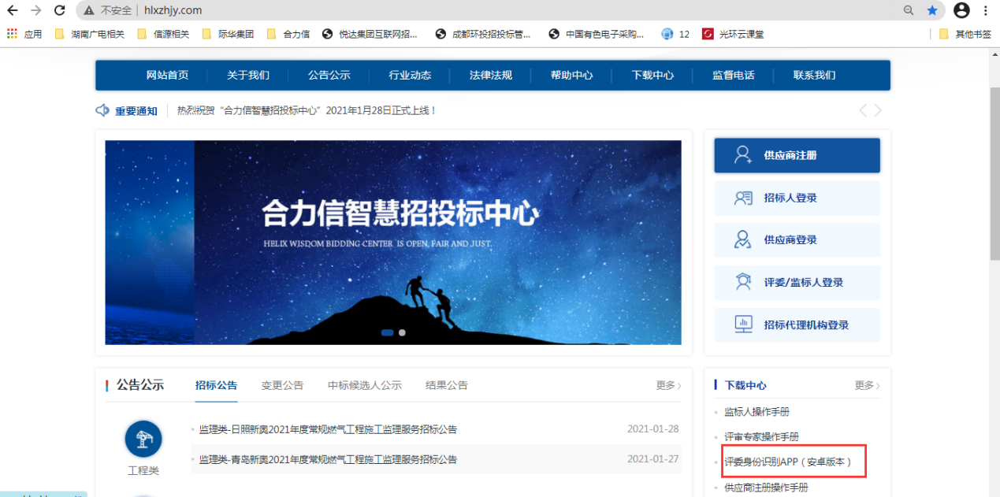 不安全 hlxzhjy.com
应用 湖南广电相关 信源相关 际华集团 合力信 悦达集团互联网招... 成都环投招投标管... 中国有色电子采购... 12 光环云课堂 其他书签
网站首页 关于我们 公告公示 行业动态 法律法规 帮助中心 下载中心 监督电话 联系我们
重要通知 热烈祝贺“合力信智慧招投标中心”2021年1月28日正式上线！
合力信智慧招投标中心
HELIX WISDOM BIDDING CENTER IS OPEN, FAIR AND JUST.
供应商注册
招标人登录
供应商登录
评委/监标人登录
招标代理机构登录
公告公示 招标公告 变更公告 中标候选人公示 结果公告 更多
监理类-日照新奥2021年度常规燃气工程施工监理服务招标公告 2021-01-28
监理类-青岛新奥2021年度常规燃气工程施工监理服务招标公告 2021-01-27
工程类
下载中心 更多
监标人操作手册
评审专家操作手册
评委身份识别APP（安卓版本）
供应商注册操作手册